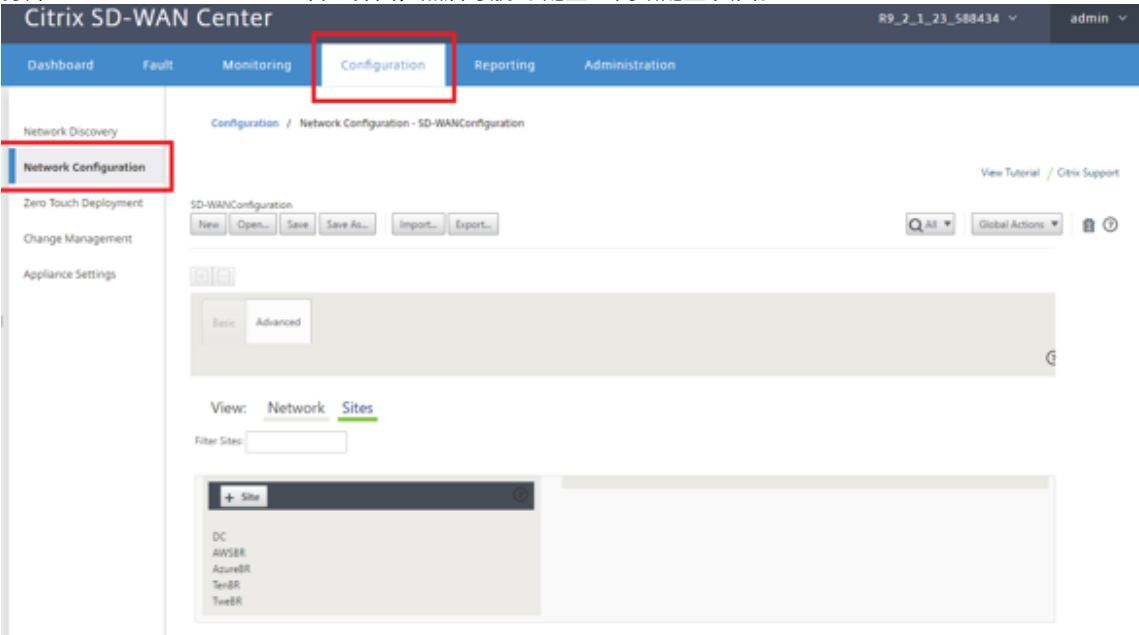 Citrix SD-WAN Center
R9_2_1_23_588434
admin
Dashboard Fault Monitoring Configuration Reporting Administration
Network Discovery
Network Configuration
Zero Touch Deployment
Change Management
Appliance Settings
Configuration / Network Configuration - SD-WANConfiguration
View Tutorial / Citrix Support
SD-WANConfiguration
New Open... Save Save As... Import... Export...
All Global Actions
Basic Advanced
View: Network Sites
Filter Sites:
+ Site
DC
AWSBR
AzureBR
TenBR
TweBR